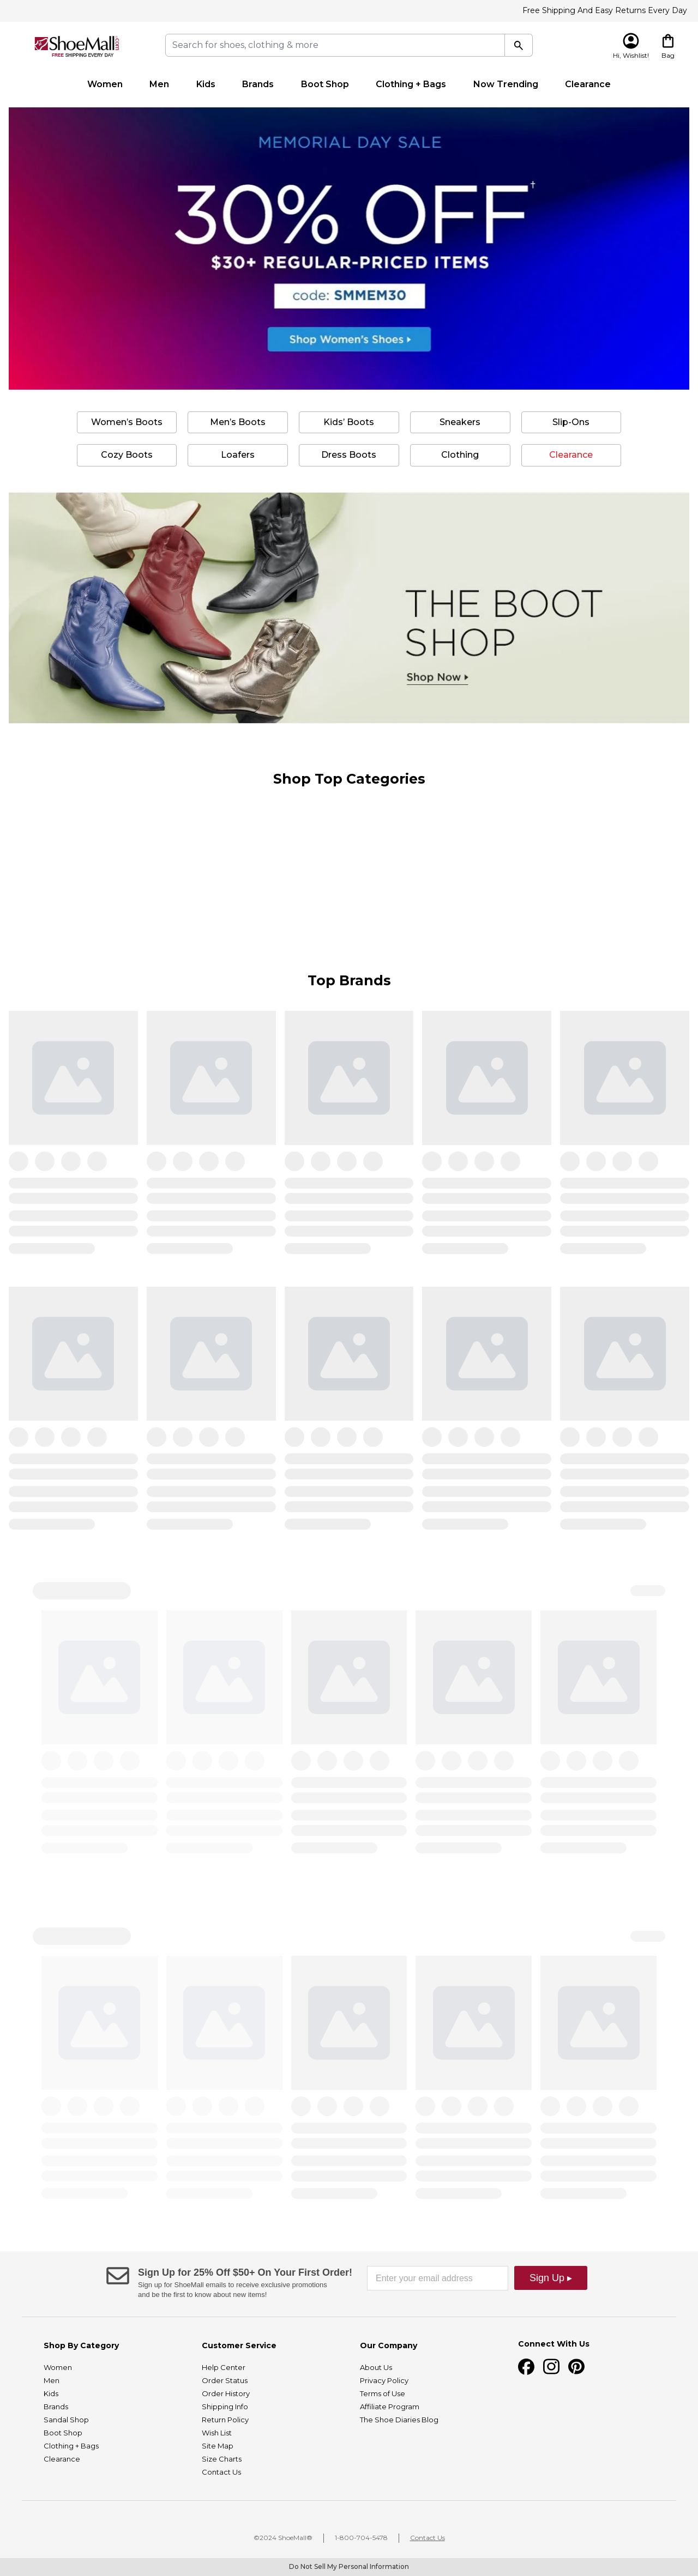 Free Shipping And Easy Returns Every Day
ShoeMall.com
FREE SHIPPING EVERY DAY
Search for shoes, clothing & more
Hi, Wishlist!
Bag
Women
Men
Kids
Brands
Boot Shop
Clothing + Bags
Now Trending
Clearance
MEMORIAL DAY SALE
30% OFF†
$30+ REGULAR-PRICED ITEMS
code: SMMEM30
Shop Women's Shoes ▸
Women's Boots
Men's Boots
Kids' Boots
Sneakers
Slip-Ons
Cozy Boots
Loafers
Dress Boots
Clothing
Clearance
THE BOOT
SHOP
Shop Now ▸
Shop Top Categories
Top Brands
Sign Up for 25% Off $50+ On Your First Order!
Sign up for ShoeMall emails to receive exclusive promotions
and be the first to know about new items!
Enter your email address
Sign Up ▸
Shop By Category
Women
Men
Kids
Brands
Sandal Shop
Boot Shop
Clothing + Bags
Clearance
Customer Service
Help Center
Order Status
Order History
Shipping Info
Return Policy
Wish List
Site Map
Size Charts
Contact Us
Our Company
About Us
Privacy Policy
Terms of Use
Affiliate Program
The Shoe Diaries Blog
Connect With Us
©2024 ShoeMall®
1-800-704-5478
Contact Us
Do Not Sell My Personal Information